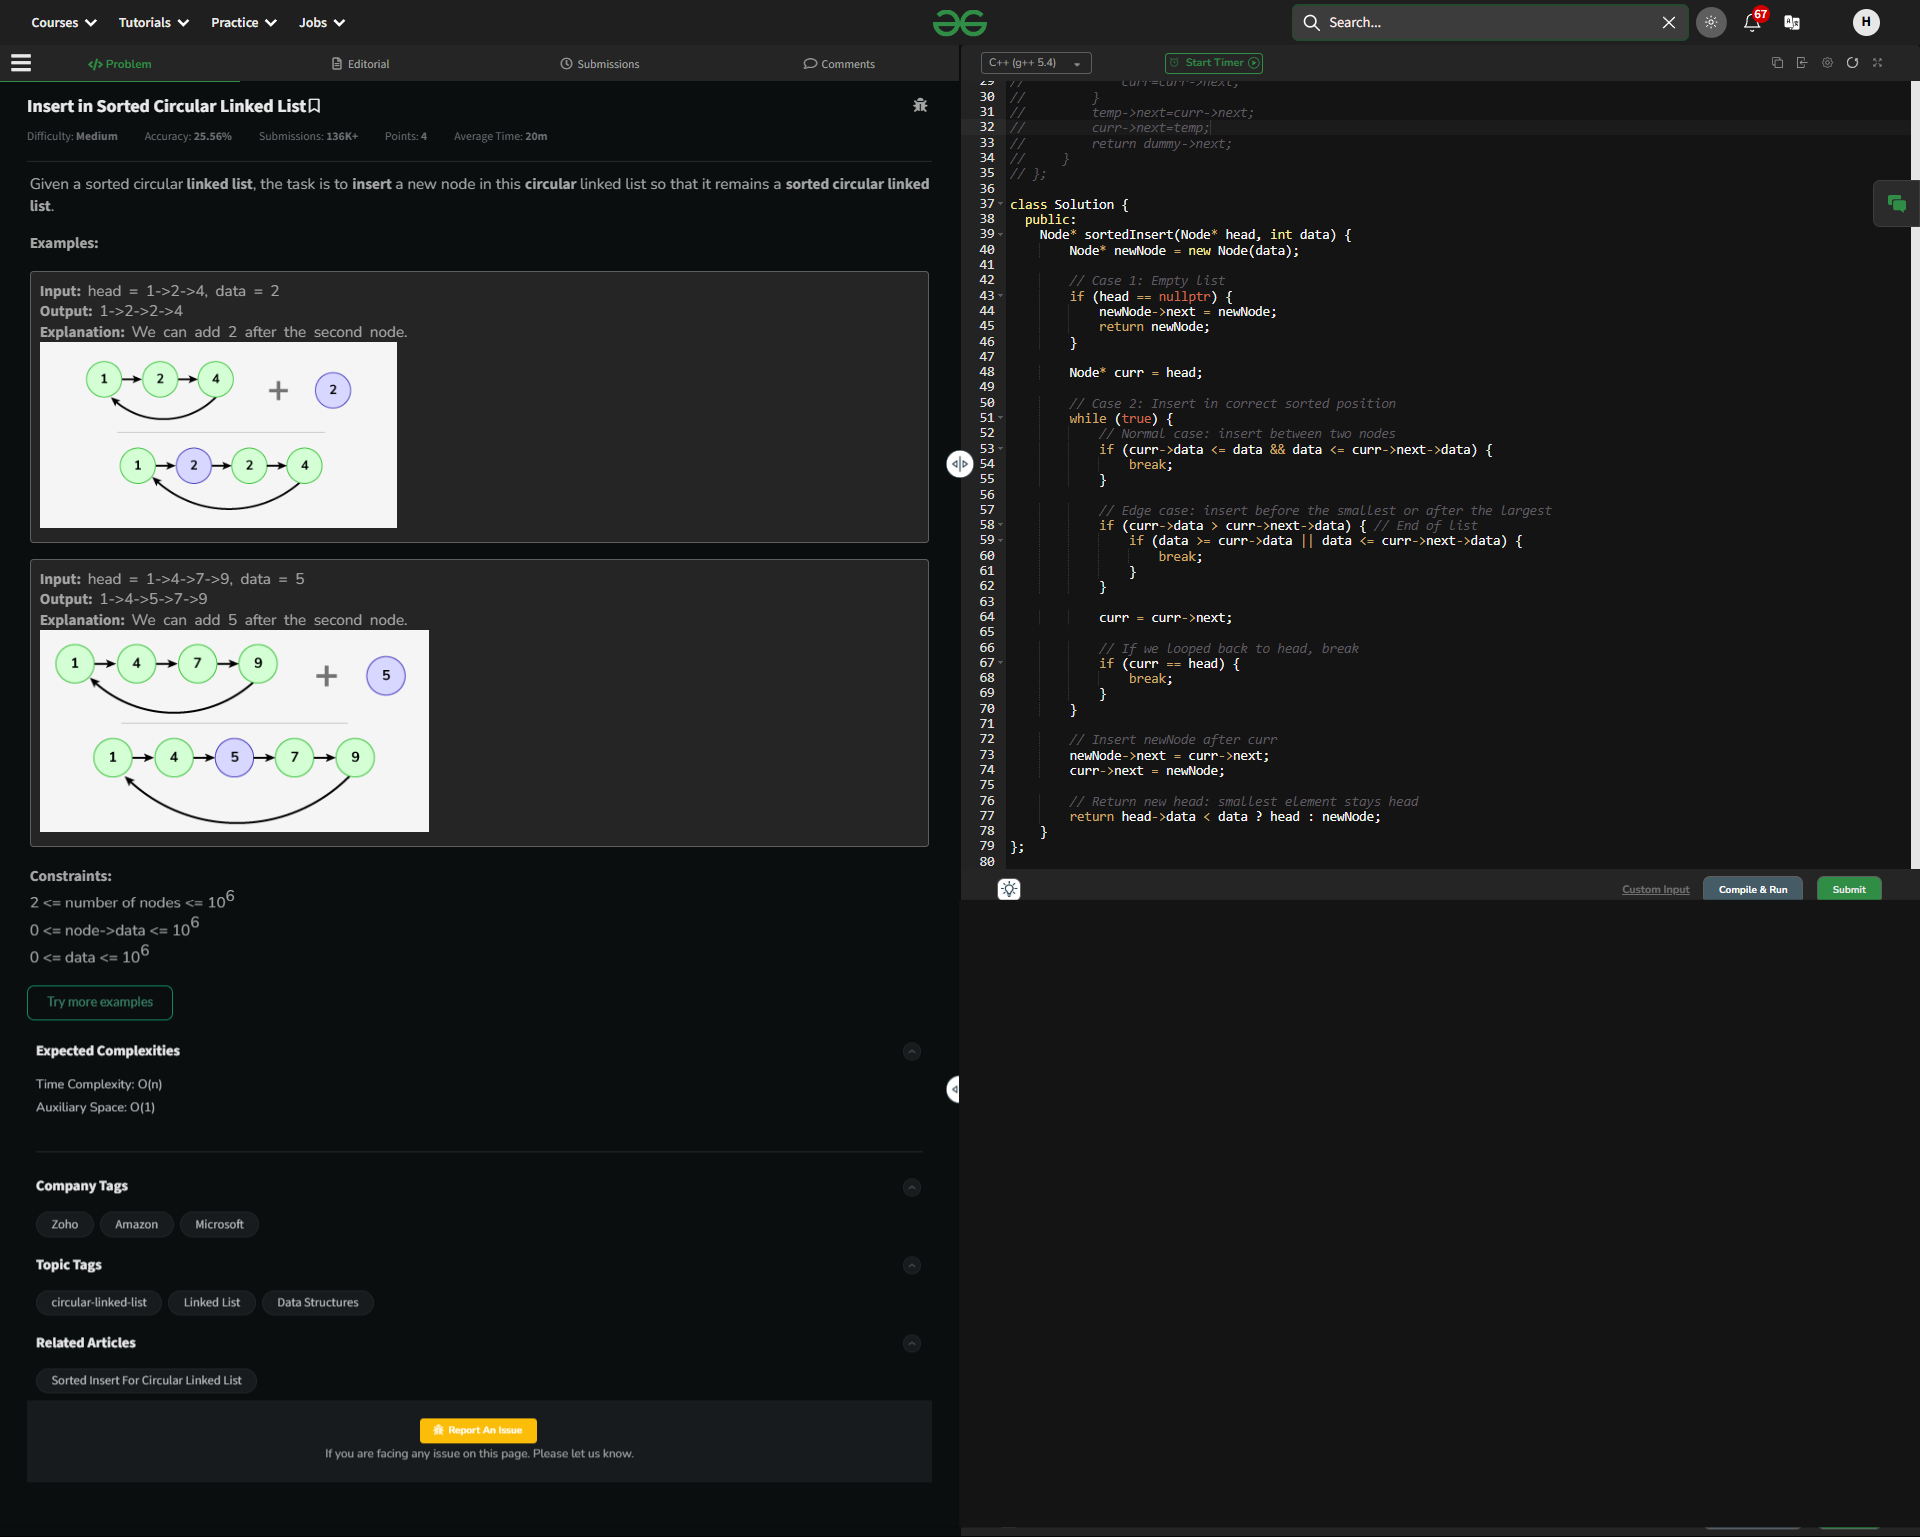 Courses Tutorials Practice Jobs
Search...
67
H
Problem Editorial Submissions Comments
Insert in Sorted Circular Linked List
Difficulty: Medium Accuracy: 25.56% Submissions: 136K+ Points: 4 Average Time: 20m
Given a sorted circular linked list, the task is to insert a new node in this circular linked list so that it remains a sorted circular linked
list.
Examples:
Input: head = 1->2->4, data = 2
Output: 1->2->2->4
Explanation: We can add 2 after the second node.
1 2 4 + 2
1 2 2 4
Input: head = 1->4->7->9, data = 5
Output: 1->4->5->7->9
Explanation: We can add 5 after the second node.
1 4 7 9 + 5
1 4 5 7 9
Constraints:
2 <= number of nodes <= 10^6
0 <= node->data <= 10^6
0 <= data <= 10^6
Try more examples
Expected Complexities
Time Complexity: O(n)
Auxiliary Space: O(1)
Company Tags
Zoho Amazon Microsoft
Topic Tags
circular-linked-list Linked List Data Structures
Related Articles
Sorted Insert For Circular Linked List
Report An Issue
If you are facing any issue on this page. Please let us know.
C++ (g++ 5.4) Start Timer
29 // curr=curr->next;
30 // }
31 // temp->next=curr->next;
32 // curr->next=temp;
33 // return dummy->next;
34 // }
35 // };
36
37 class Solution {
38 public:
39 Node* sortedInsert(Node* head, int data) {
40 Node* newNode = new Node(data);
41
42 // Case 1: Empty list
43 if (head == nullptr) {
44 newNode->next = newNode;
45 return newNode;
46 }
47
48 Node* curr = head;
49
50 // Case 2: Insert in correct sorted position
51 while (true) {
52 // Normal case: insert between two nodes
53 if (curr->data <= data && data <= curr->next->data) {
54 break;
55 }
56
57 // Edge case: insert before the smallest or after the largest
58 if (curr->data > curr->next->data) { // End of list
59 if (data >= curr->data || data <= curr->next->data) {
60 break;
61 }
62 }
63
64 curr = curr->next;
65
66 // If we looped back to head, break
67 if (curr == head) {
68 break;
69 }
70 }
71
72 // Insert newNode after curr
73 newNode->next = curr->next;
74 curr->next = newNode;
75
76 // Return new head: smallest element stays head
77 return head->data < data ? head : newNode;
78 }
79 };
80
Custom Input Compile & Run Submit